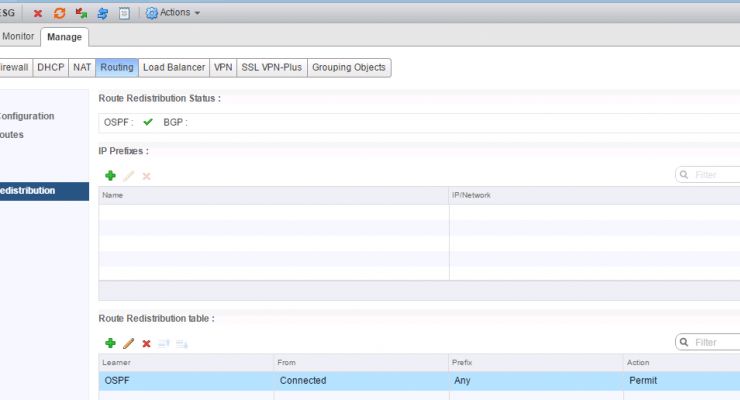 ESG Actions
Monitor Manage
irewall DHCP NAT Routing Load Balancer VPN SSL VPN-Plus Grouping Objects
onfiguration
outes
edistribution
Route Redistribution Status :
OSPF : BGP :
IP Prefixes :
Filter
Name IP/Network
Route Redistribution table :
Filter
Learner From Prefix Action
OSPF Connected Any Permit